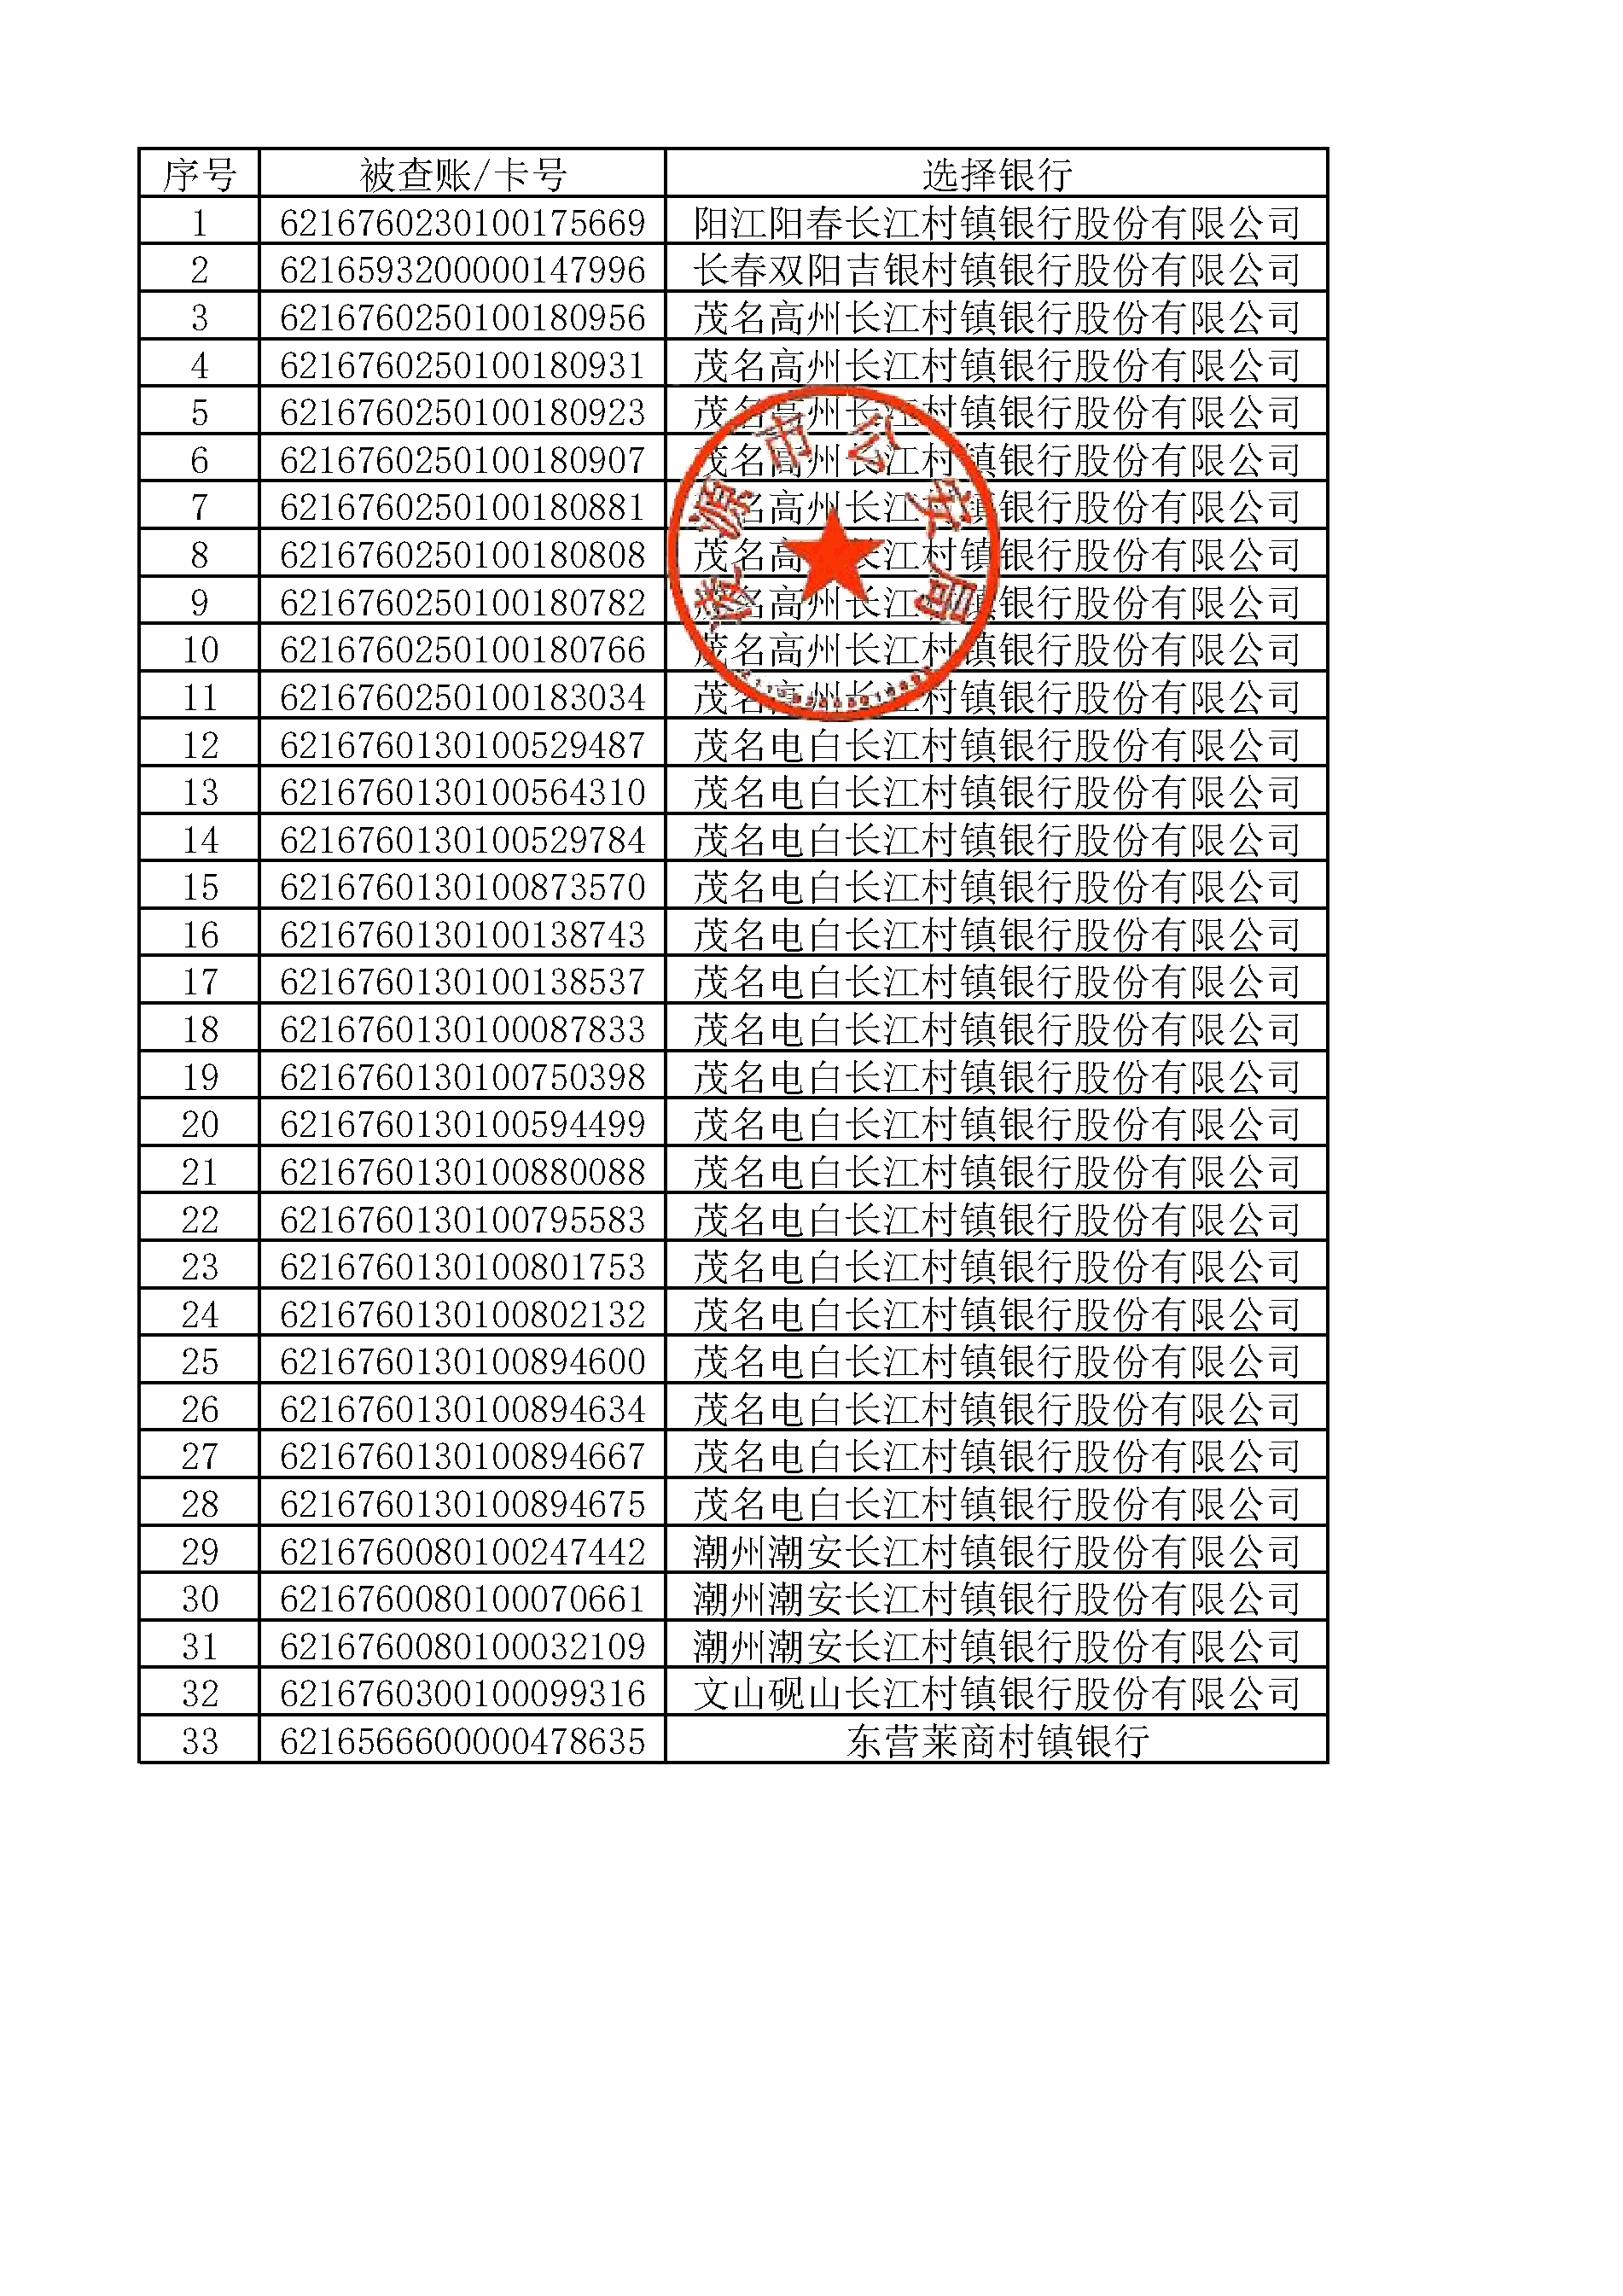 序号 被查账/卡号 选择银行
1 6216760230100175669 阳江阳春长江村镇银行股份有限公司
2 6216593200000147996 长春双阳吉银村镇银行股份有限公司
3 6216760250100180956 茂名高州长江村镇银行股份有限公司
4 6216760250100180931 茂名高州长江村镇银行股份有限公司
5 6216760250100180923 茂名高州长江村镇银行股份有限公司
6 6216760250100180907 茂名高州长江村镇银行股份有限公司
7 6216760250100180881 茂名高州长江村镇银行股份有限公司
8 6216760250100180808 茂名高州长江村镇银行股份有限公司
9 6216760250100180782 茂名高州长江村镇银行股份有限公司
10 6216760250100180766 茂名高州长江村镇银行股份有限公司
11 6216760250100183034 茂名高州长江村镇银行股份有限公司
12 6216760130100529487 茂名电白长江村镇银行股份有限公司
13 6216760130100564310 茂名电白长江村镇银行股份有限公司
14 6216760130100529784 茂名电白长江村镇银行股份有限公司
15 6216760130100873570 茂名电白长江村镇银行股份有限公司
16 6216760130100138743 茂名电白长江村镇银行股份有限公司
17 6216760130100138537 茂名电白长江村镇银行股份有限公司
18 6216760130100087833 茂名电白长江村镇银行股份有限公司
19 6216760130100750398 茂名电白长江村镇银行股份有限公司
20 6216760130100594499 茂名电白长江村镇银行股份有限公司
21 6216760130100880088 茂名电白长江村镇银行股份有限公司
22 6216760130100795583 茂名电白长江村镇银行股份有限公司
23 6216760130100801753 茂名电白长江村镇银行股份有限公司
24 6216760130100802132 茂名电白长江村镇银行股份有限公司
25 6216760130100894600 茂名电白长江村镇银行股份有限公司
26 6216760130100894634 茂名电白长江村镇银行股份有限公司
27 6216760130100894667 茂名电白长江村镇银行股份有限公司
28 6216760130100894675 茂名电白长江村镇银行股份有限公司
29 6216760080100247442 潮州潮安长江村镇银行股份有限公司
30 6216760080100070661 潮州潮安长江村镇银行股份有限公司
31 6216760080100032109 潮州潮安长江村镇银行股份有限公司
32 6216760300100099316 文山砚山长江村镇银行股份有限公司
33 6216566600000478635 东营莱商村镇银行
凌源市公安局